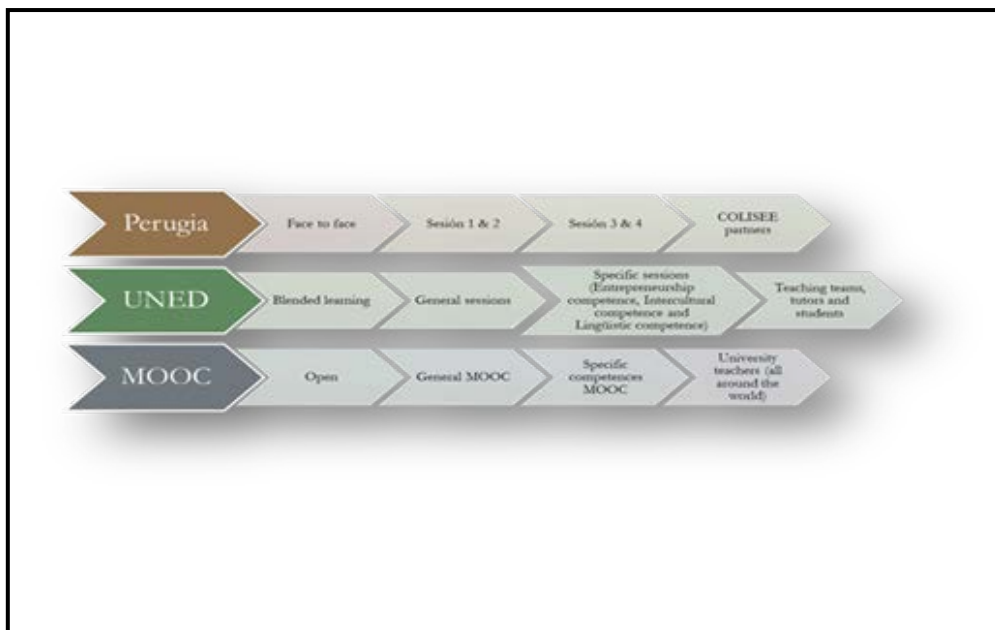 Perugia
Face to face
Sesión 1 & 2
Sesión 3 & 4
COLISEE
partners
UNED
Blended learning
General sessions
Specific sessions
(Entrepreneurship
competence, Intercultural
competence and
Lingüistic competence)
Teaching teams,
tutors and
students
MOOC
Open
General MOOC
Specific
competences
MOOC
University
teachers (all
around the
world)